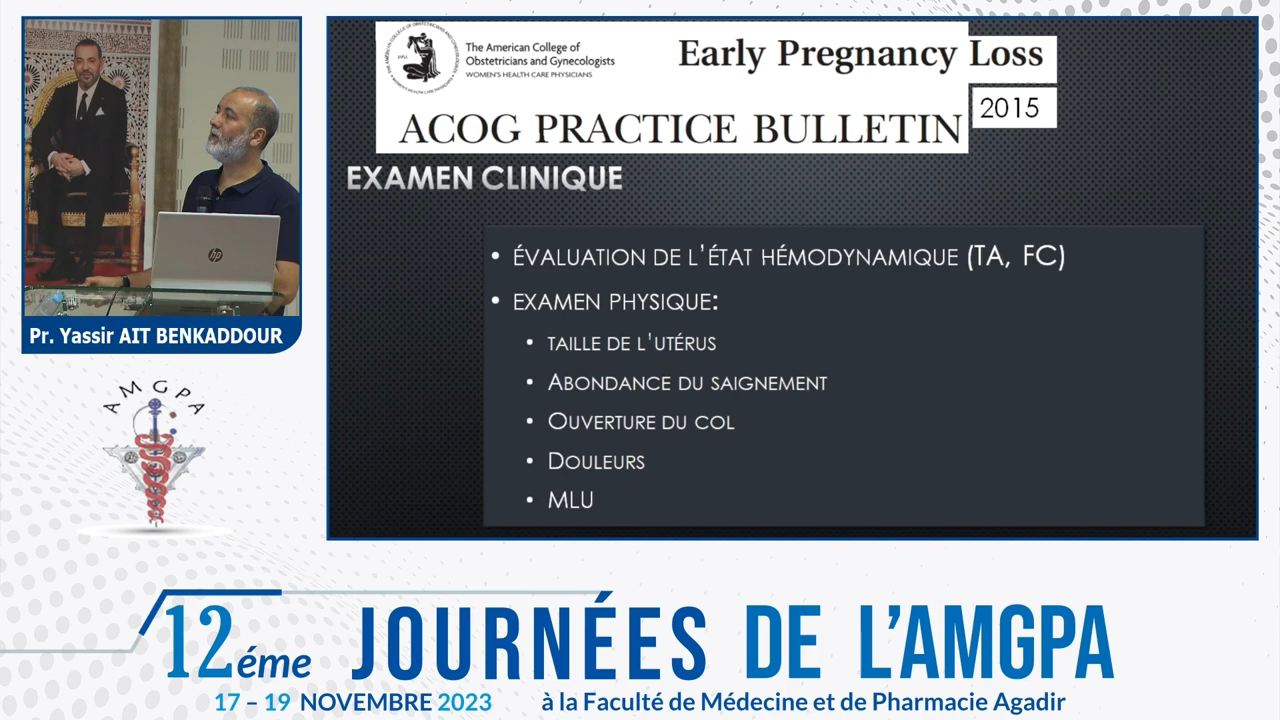 The American College of
Obstetricians and Gynecologists
WOMEN'S HEALTH CARE PHYSICIANS
Early Pregnancy Loss
ACOG PRACTICE BULLETIN
2015
EXAMEN CLINIQUE
• ÉVALUATION DE L'ÉTAT HÉMODYNAMIQUE (TA, FC)
• EXAMEN PHYSIQUE:
• TAILLE DE L'UTÉRUS
• ABONDANCE DU SAIGNEMENT
• OUVERTURE DU COL
• DOULEURS
• MLU
hp
Pr. Yassir AIT BENKADDOUR
AMGPA
12éme JOURNÉES DE L'AMGPA
17 – 19 NOVEMBRE 2023 à la Faculté de Médecine et de Pharmacie Agadir